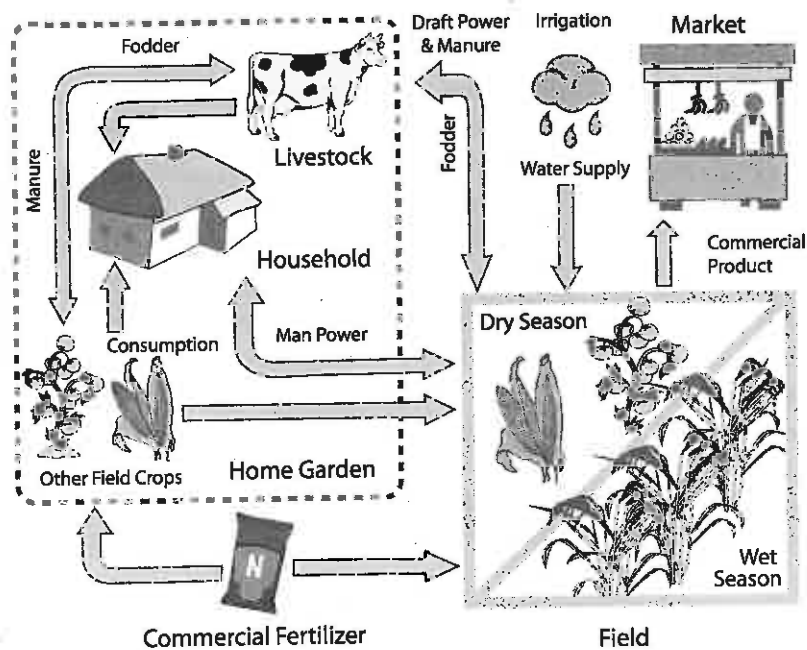 Fodder
Draft Power
& Manure
Irrigation
Market
Manure
Livestock
Fodder
Water Supply
Household
Commercial
Product
Consumption
Man Power
Dry Season
Other Field Crops
Home Garden
N
Wet
Season
Commercial Fertilizer
Field